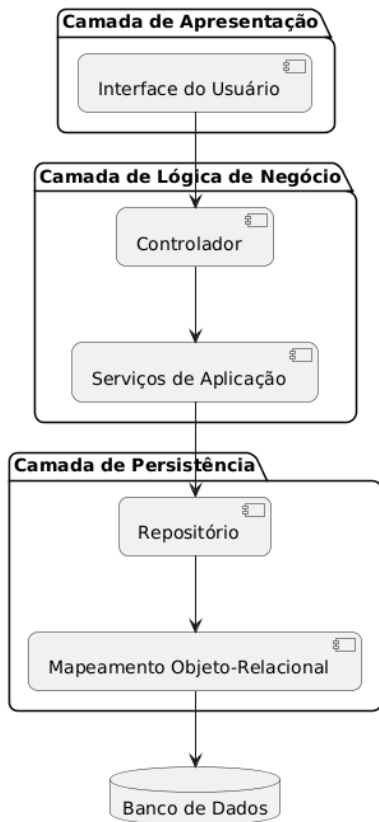 Camada de Apresentação
Interface do Usuário
Camada de Lógica de Negócio
Controlador
Serviços de Aplicação
Camada de Persistência
Repositório
Mapeamento Objeto-Relacional
Banco de Dados